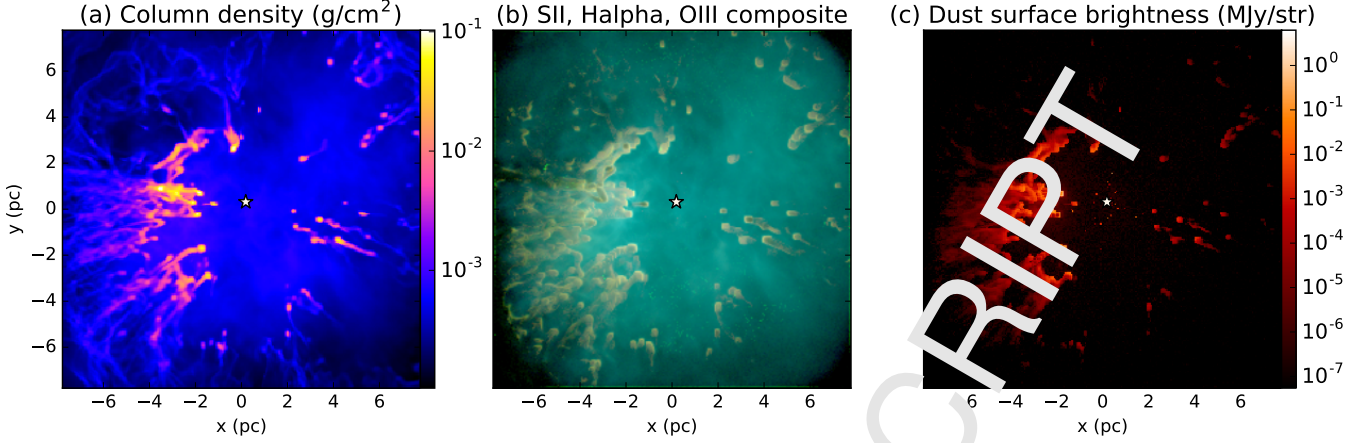 (a) Column density (g/cm²)
(b) SII, Halpha, OIII composite
(c) Dust surface brightness (MJy/str)
y (pc)
6
4
2
0
−2
−4
−6
−6 −4 −2 0 2 4 6
x (pc)
10⁻¹
10⁻²
10⁻³
−6 −4 −2 0 2 4 6
x (pc)
−6 −4 −2 0 2 4 6
x (pc)
10⁰
10⁻¹
10⁻²
10⁻³
10⁻⁴
10⁻⁵
10⁻⁶
10⁻⁷
CRIPT